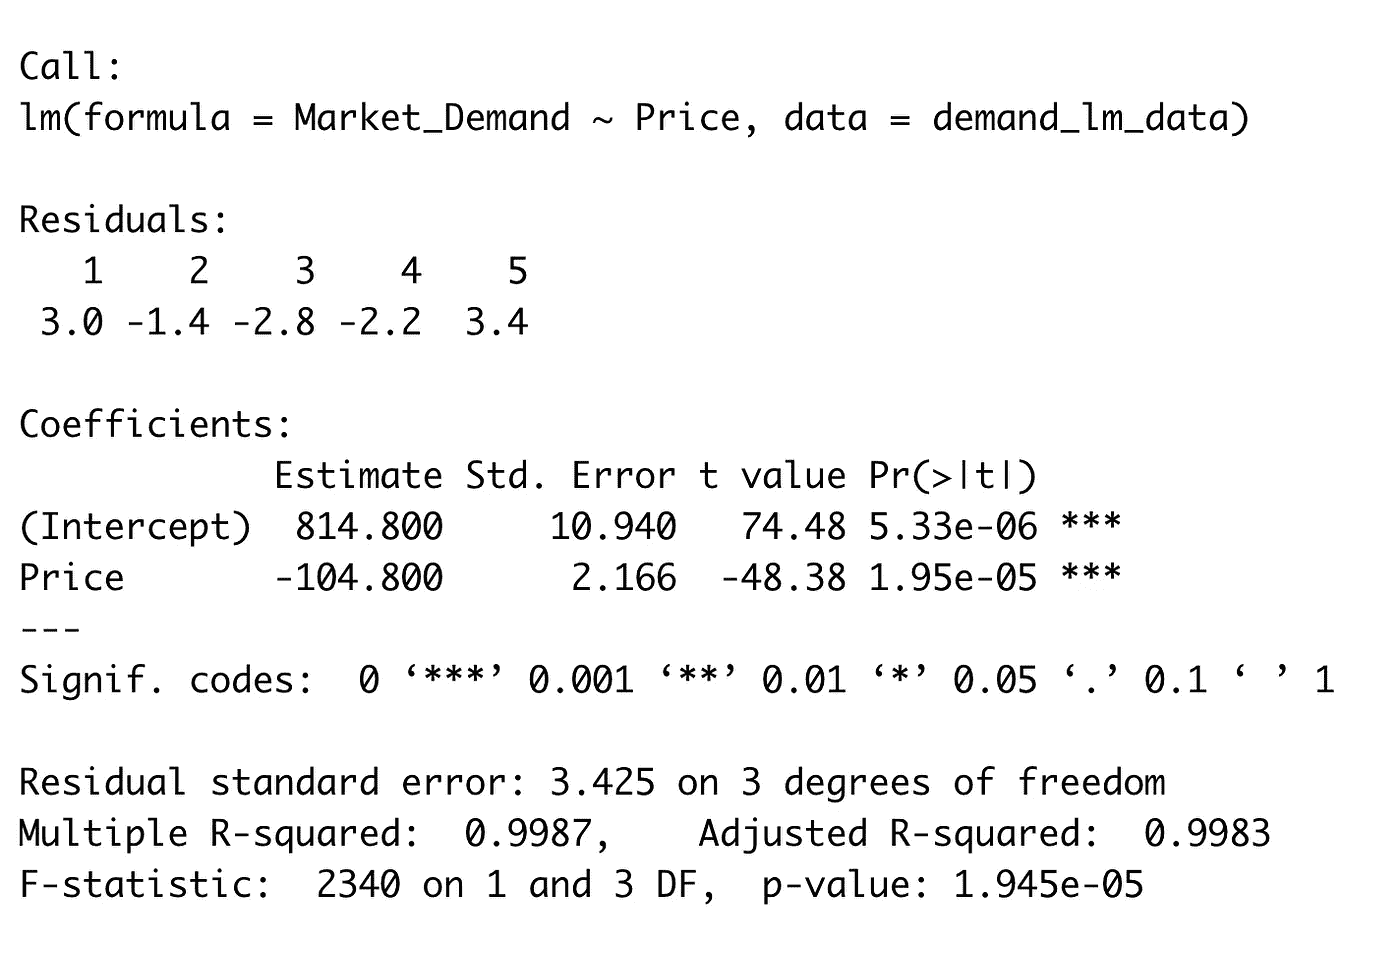 Call:
lm(formula = Market_Demand ~ Price, data = demand_lm_data)
Residuals:
1 2 3 4 5
3.0 -1.4 -2.8 -2.2 3.4
Coefficients:
Estimate Std. Error t value Pr(>|t|)
(Intercept) 814.800 10.940 74.48 5.33e-06 ***
Price -104.800 2.166 -48.38 1.95e-05 ***
---
Signif. codes: 0 ‘***’ 0.001 ‘**’ 0.01 ‘*’ 0.05 ‘.’ 0.1 ‘ ’ 1
Residual standard error: 3.425 on 3 degrees of freedom
Multiple R-squared: 0.9987, Adjusted R-squared: 0.9983
F-statistic: 2340 on 1 and 3 DF, p-value: 1.945e-05